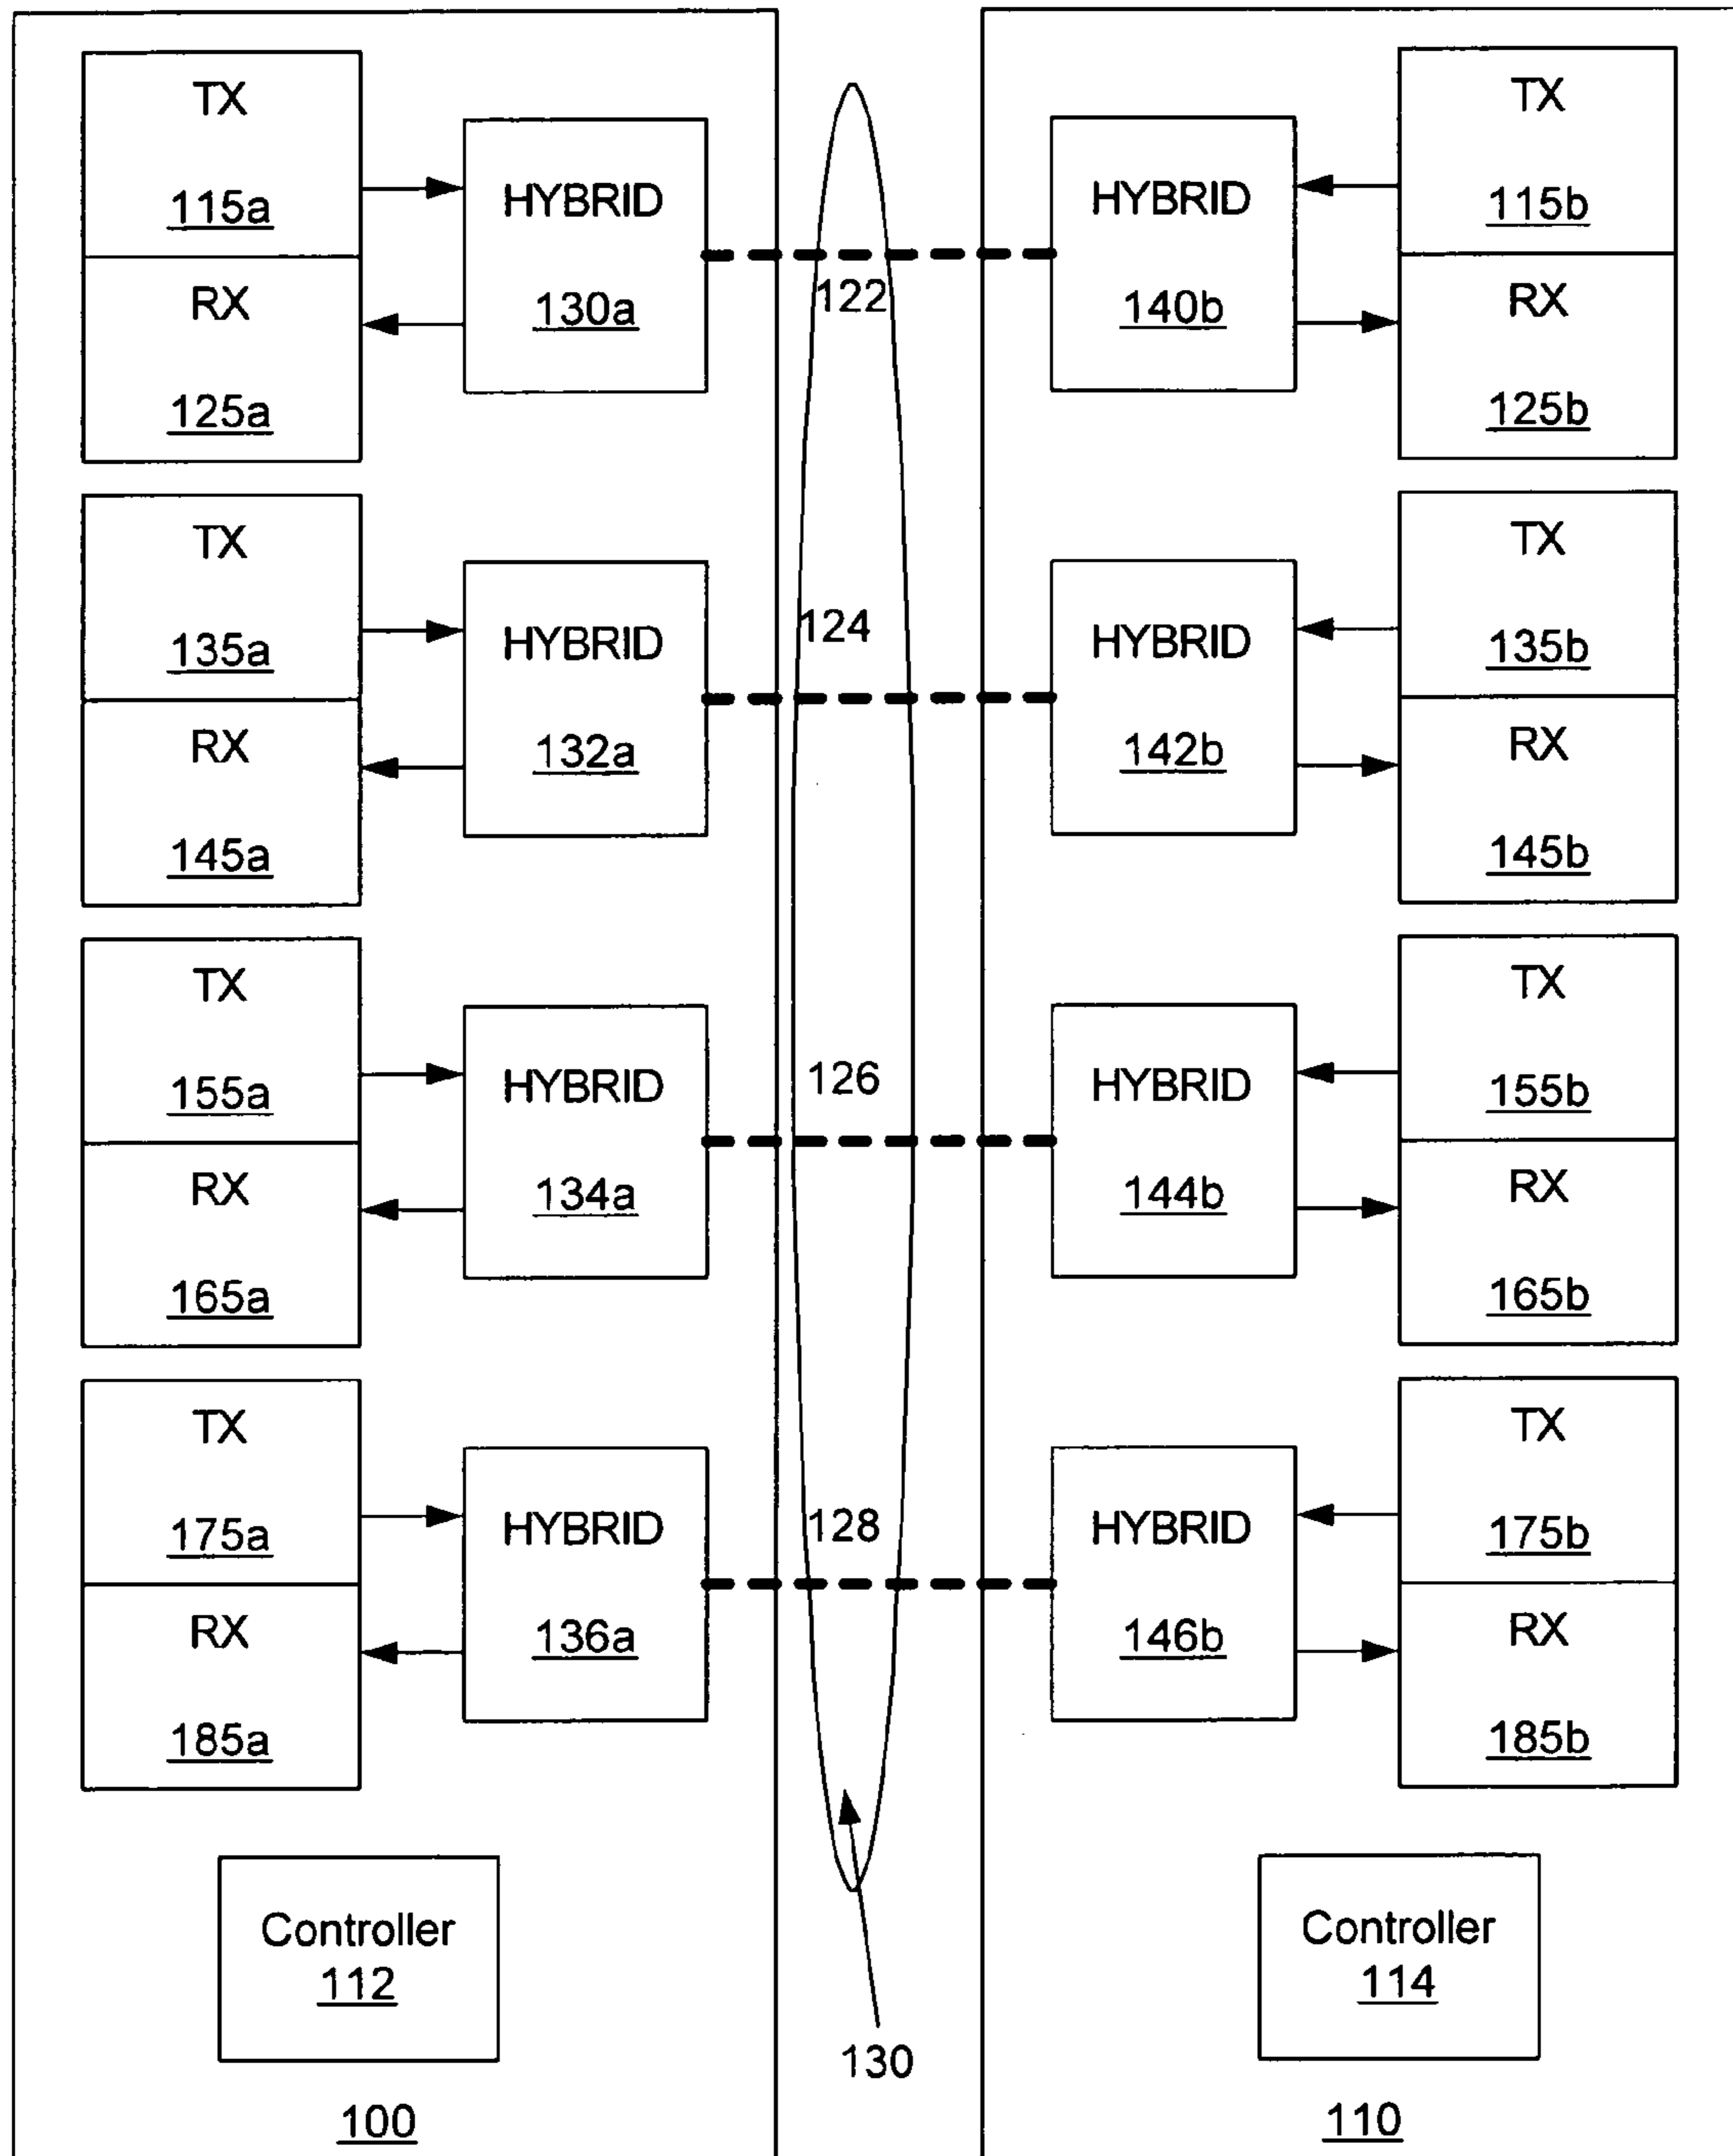 TX
115a
RX
125a
HYBRID
130a
122
HYBRID
140b
TX
115b
RX
125b
TX
135a
RX
145a
HYBRID
132a
124
HYBRID
142b
TX
135b
RX
145b
TX
155a
RX
165a
HYBRID
134a
126
HYBRID
144b
TX
155b
RX
165b
TX
175a
RX
185a
HYBRID
136a
128
HYBRID
146b
TX
175b
RX
185b
Controller
112
130
Controller
114
100
110